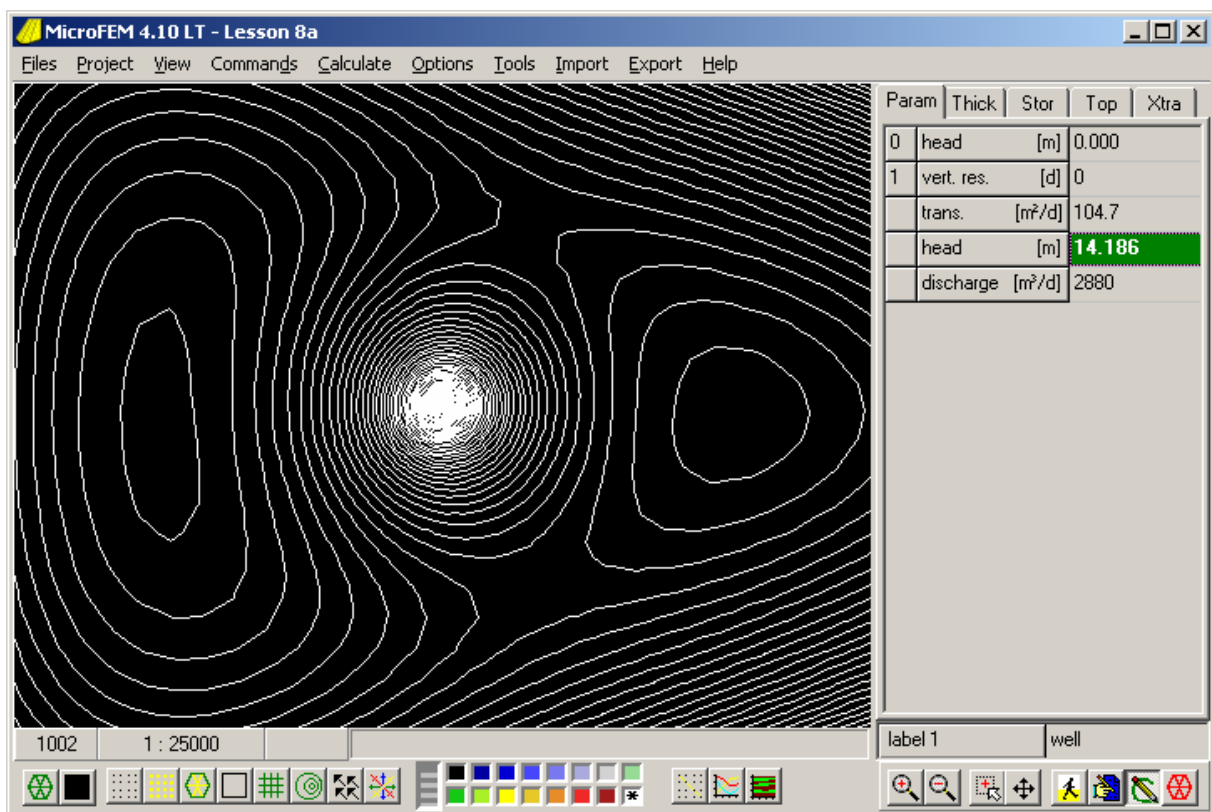 MicroFEM 4.10 LT - Lesson 8a
Files Project View Commands Calculate Options Tools Import Export Help
Param Thick Stor Top Xtra
0 head [m] 0.000
1 vert. res. [d] 0
trans. [m²/d] 104.7
head [m] 14.186
discharge [m³/d] 2880
1002 1 : 25000
label 1 well